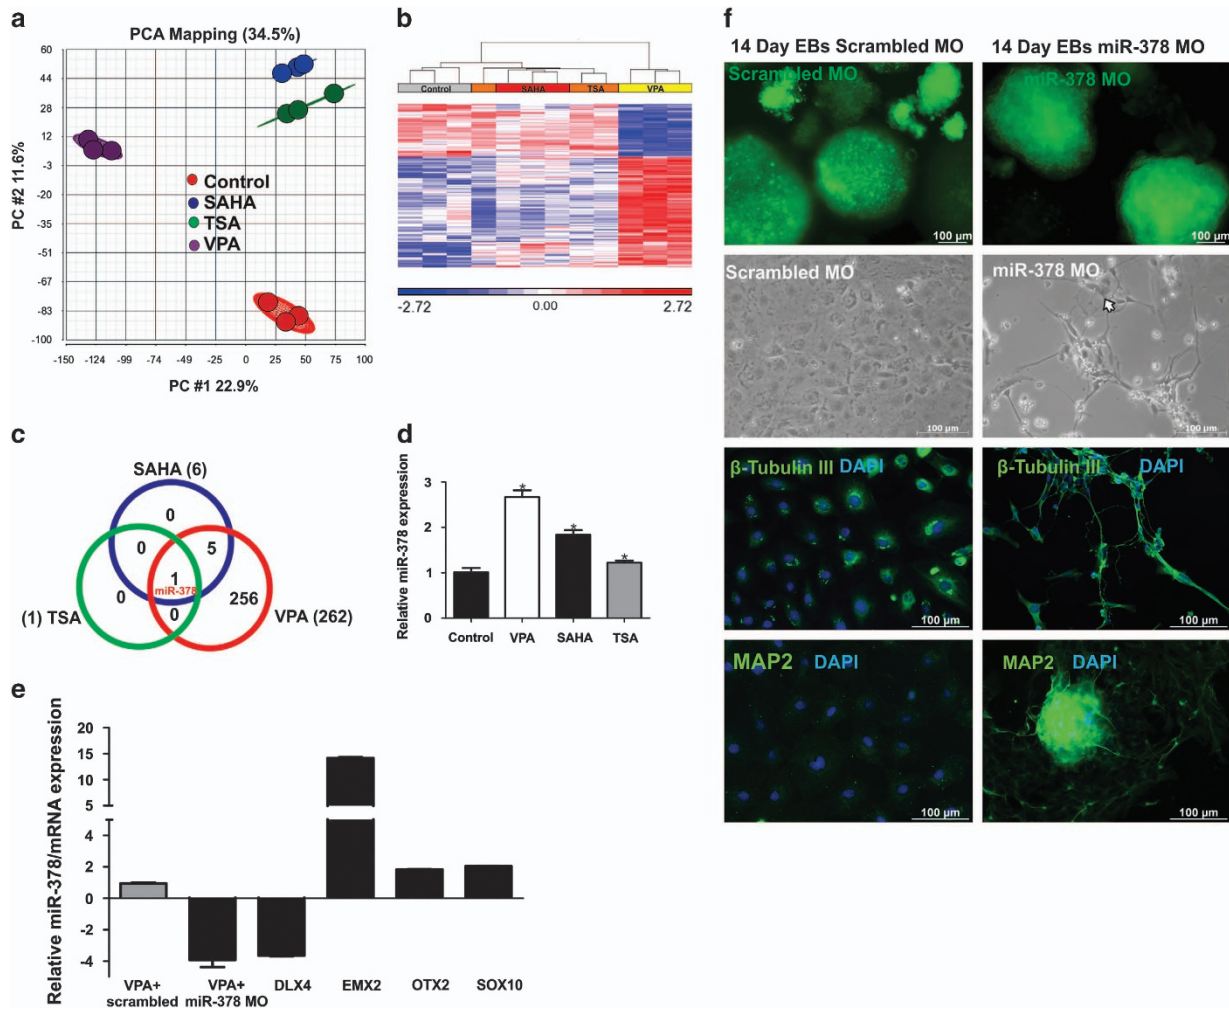 a
PCA Mapping (34.5%)
60
44
28
12
-3
-20
-35
-51
-67
-83
-100
PC #2 11.6%
Control
SAHA
TSA
VPA
-150 -124 -99 -74 -49 -25 0 25 50 75 100
PC #1 22.9%
b
Control SAHA TSA VPA
-2.72 0.00 2.72
c
SAHA (6)
0
0 5
1
miR-378
0 256
0
(1) TSA VPA (262)
d
Relative miR-378 expression
3
2
1
0
* * *
Control VPA SAHA TSA
e
Relative miR-378/mRNA expression
20
15
10
5
4
2
0
-2
-4
VPA+ scrambled
VPA+ miR-378 MO
DLX4 EMX2 OTX2 SOX10
f
14 Day EBs Scrambled MO 14 Day EBs miR-378 MO
Scrambled MO miR-378 MO
100 µm 100 µm
Scrambled MO miR-378 MO
100 µm 100 µm
β-Tubulin III DAPI β-Tubulin III DAPI
100 µm 100 µm
MAP2 DAPI MAP2 DAPI
100 µm 100 µm